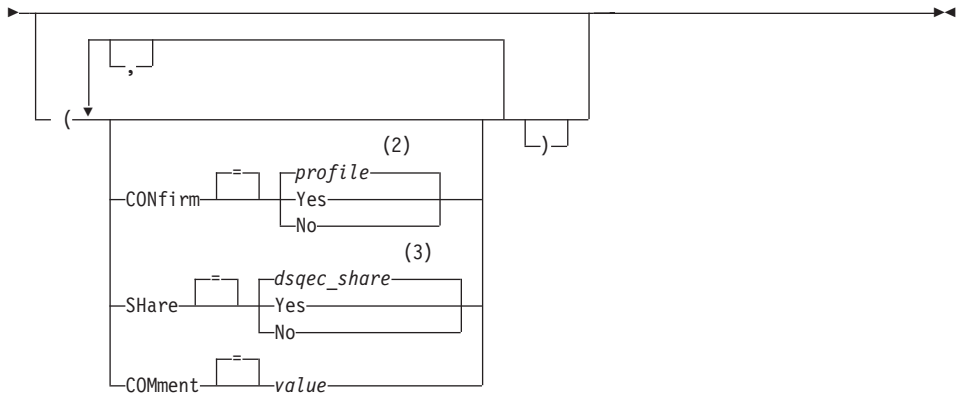 ,
(
)
(2)
CONfirm = profile
Yes
No
(3)
SHare = dsqec_share
Yes
No
COMment = value